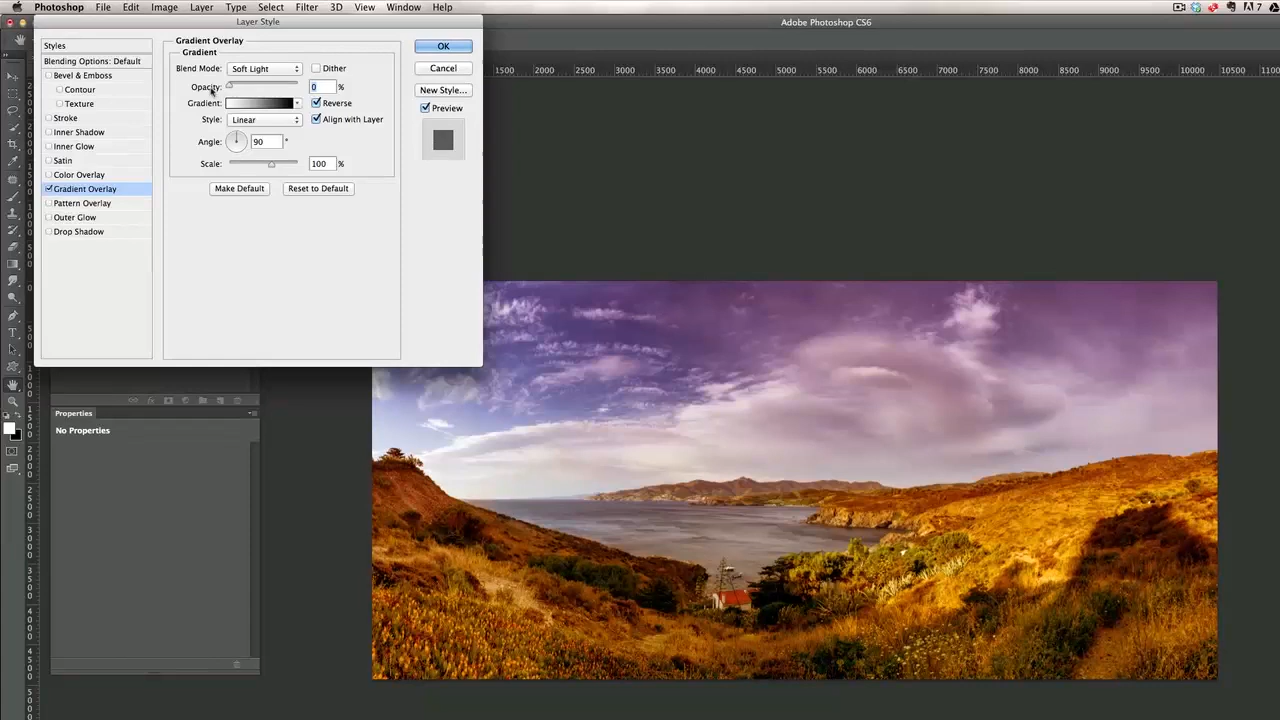 Photoshop File Edit Image Layer Type Select Filter 3D View Window Help
Layer Style
Adobe Photoshop CS6
Styles
Blending Options: Default
Bevel & Emboss
Contour
Texture
Stroke
Inner Shadow
Inner Glow
Satin
Color Overlay
Gradient Overlay
Pattern Overlay
Outer Glow
Drop Shadow
Gradient Overlay
Gradient
Blend Mode: Soft Light Dither
Opacity: 0 %
Gradient: Reverse
Style: Linear Align with Layer
Angle: 90 °
Scale: 100 %
Make Default Reset to Default
OK
Cancel
New Style...
Preview
1500 2000 2500 3000 3500 4000 4500 5000 5500 6000 6500 7000 7500 8000 8500 9000 9500 10000 10500
Properties
No Properties